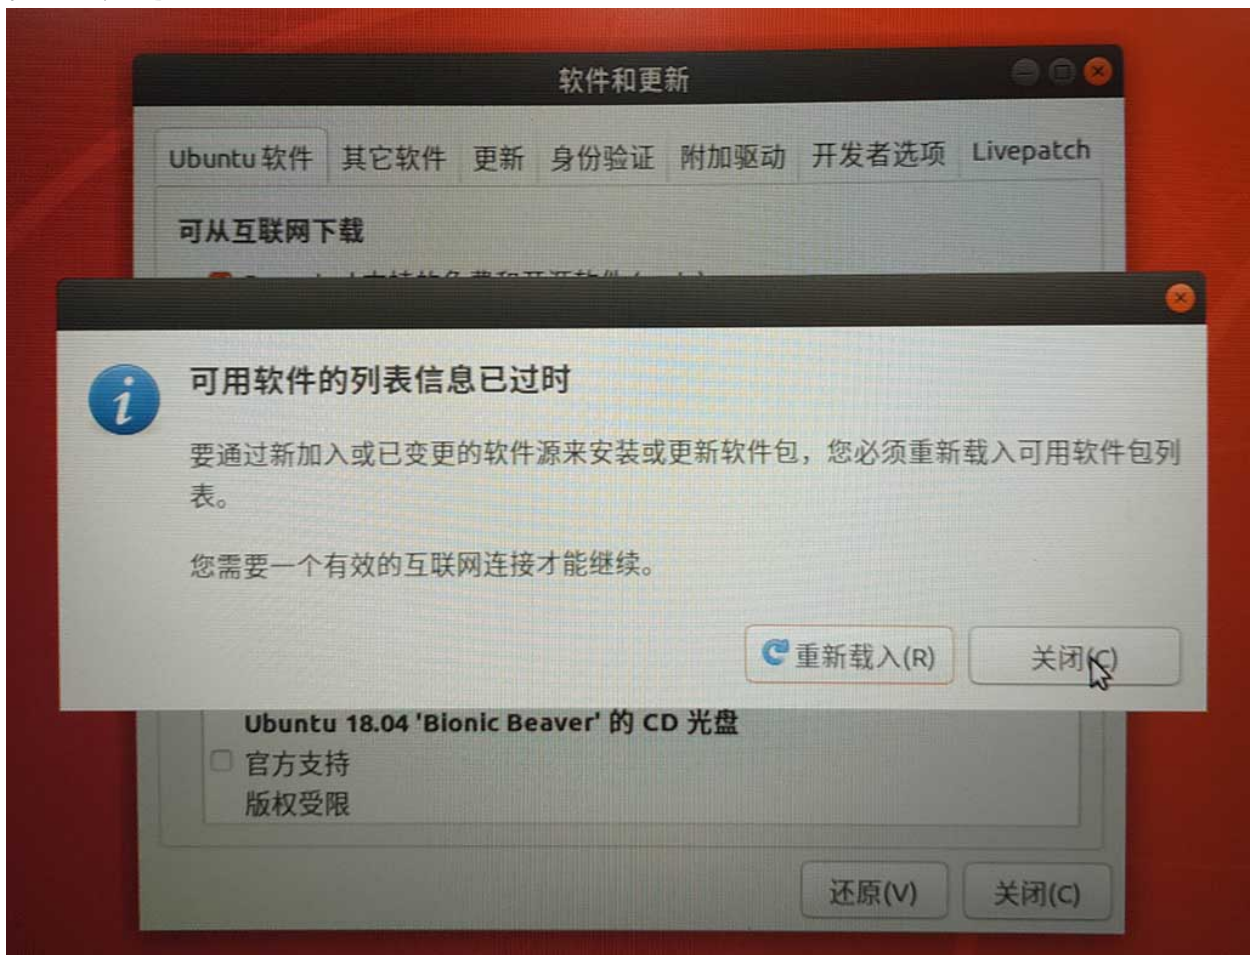 软件和更新
Ubuntu 软件 其它软件 更新 身份验证 附加驱动 开发者选项 Livepatch
可从互联网下载
可用软件的列表信息已过时
要通过新加入或已变更的软件源来安装或更新软件包，您必须重新载入可用软件包列
表。
您需要一个有效的互联网连接才能继续。
重新载入(R) 关闭(C)
Ubuntu 18.04 'Bionic Beaver' 的 CD 光盘
官方支持
版权受限
还原(V) 关闭(C)